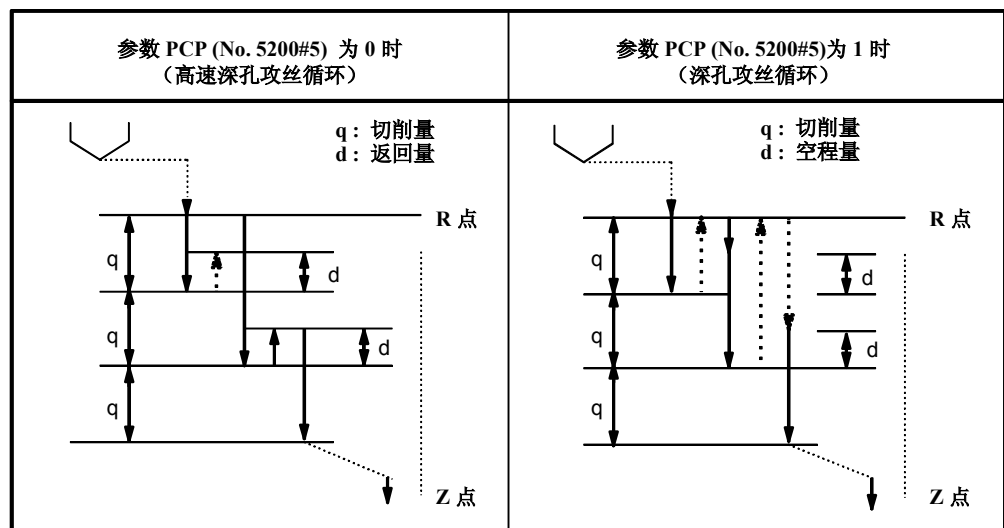 参数 PCP (No. 5200#5) 为 0 时
（高速深孔攻丝循环）
q : 切削量
d : 返回量
R 点
q
d
q
d
q
Z 点
参数 PCP (No. 5200#5)为 1 时
（深孔攻丝循环）
q : 切削量
d : 空程量
R 点
q
d
q
d
q
Z 点